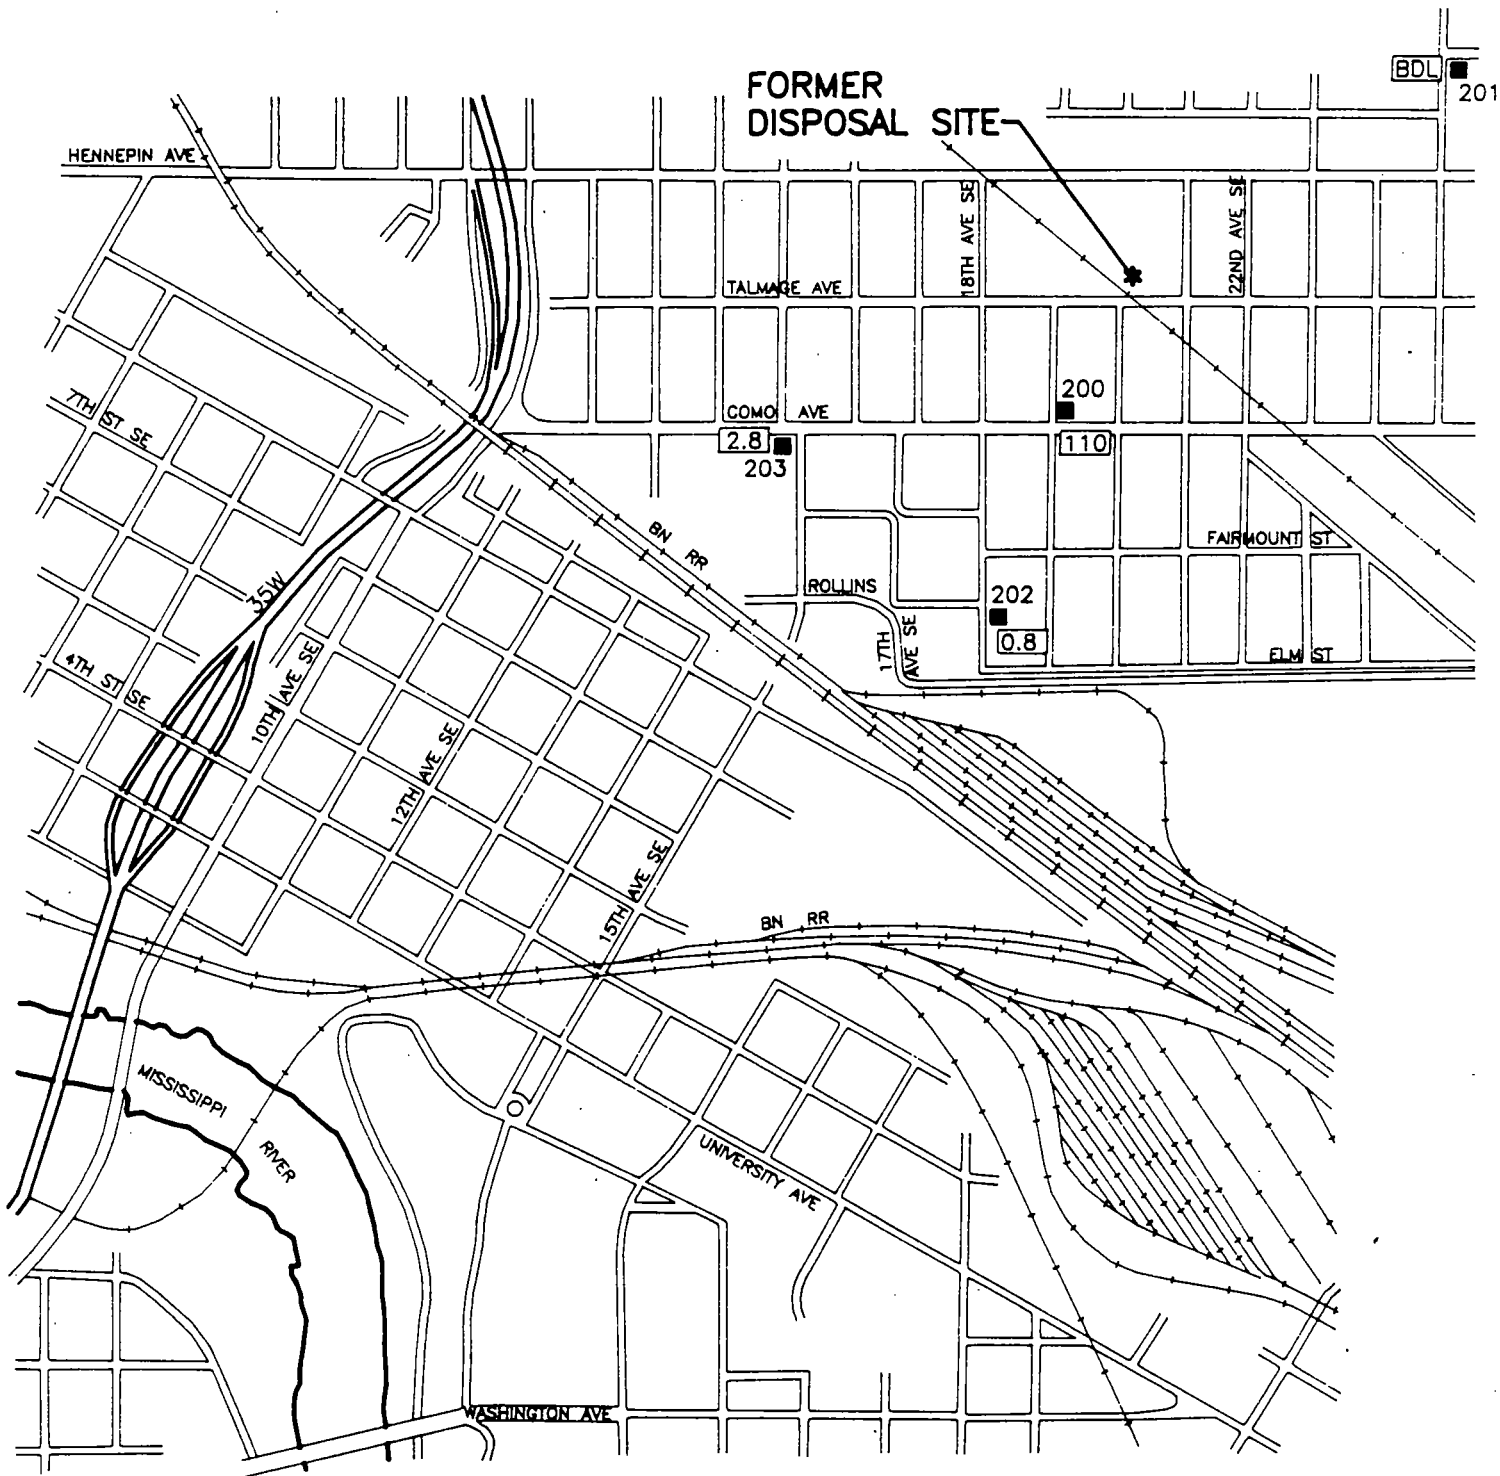 BDL
201
FORMER
DISPOSAL SITE
HENNEPIN AVE
18TH AVE SE
22ND AVE SE
TALMAGE AVE
200
7TH ST SE
COMO AVE
2.8
110
203
BN RR
FAIRMOUNT ST
35W
ROLLINS
202
0.8
17TH
AVE SE
ELM ST
4TH ST SE
10TH AVE SE
12TH AVE SE
15TH AVE SE
BN RR
MISSISSIPPI
RIVER
UNIVERSITY AVE
WASHINGTON AVE